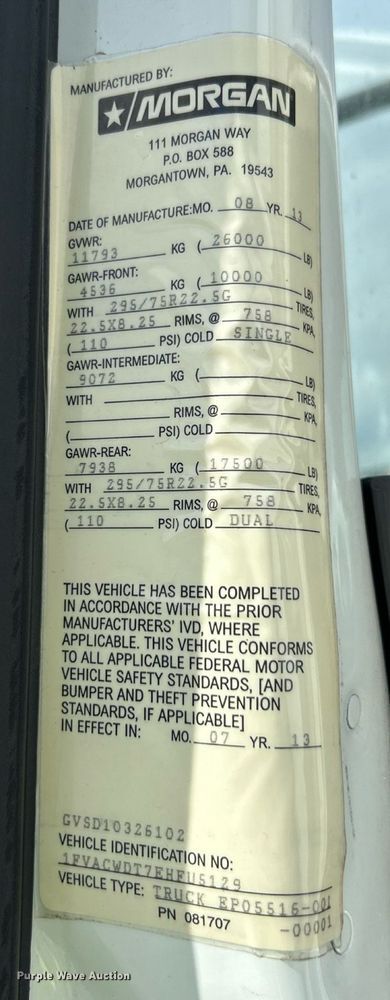 MANUFACTURED BY:
★/MORGAN
111 MORGAN WAY
P.O. BOX 588
MORGANTOWN, PA. 19543
DATE OF MANUFACTURE:MO. 08 YR. 13
GVWR:
11793 KG (26000 LB)
GAWR-FRONT:
4536 KG (10000 LB)
WITH 295/75R22.5G TIRES,
22.5X8.25 RIMS, @ 758 KPA,
(110 PSI) COLD SINGLE
GAWR-INTERMEDIATE:
9072 KG ( LB)
WITH TIRES,
RIMS, @ KPA,
( PSI) COLD
GAWR-REAR:
7938 KG (17500 LB)
WITH 295/75R22.5G TIRES,
22.5X8.25 RIMS, @ 758 KPA,
(110 PSI) COLD DUAL
THIS VEHICLE HAS BEEN COMPLETED
IN ACCORDANCE WITH THE PRIOR
MANUFACTURERS' IVD, WHERE
APPLICABLE. THIS VEHICLE CONFORMS
TO ALL APPLICABLE FEDERAL MOTOR
VEHICLE SAFETY STANDARDS, [AND
BUMPER AND THEFT PREVENTION
STANDARDS, IF APPLICABLE]
IN EFFECT IN: MO. 07 YR. 13
GVSD10326102
VEHICLE IDENTIFICATION NO:
1FVACWDT7EHFU5129
VEHICLE TYPE: TRUCK EP05516-001
PN 081707 -00001
Purple Wave Auction